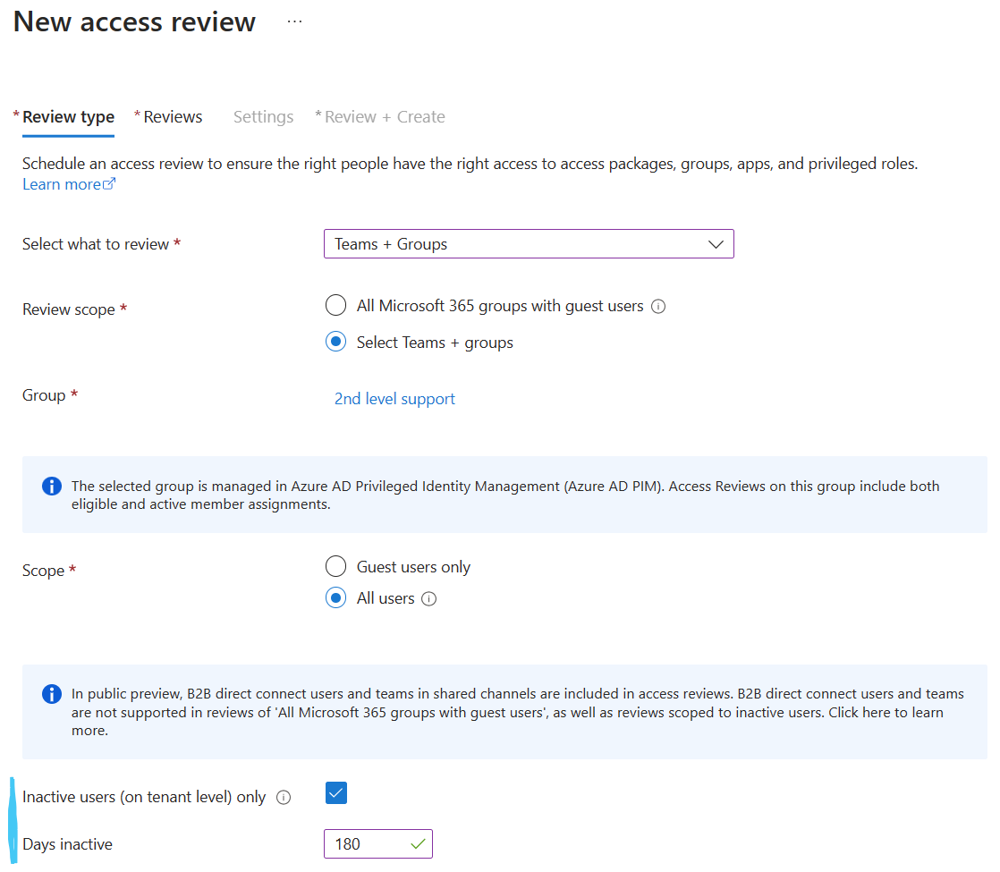 New access review ...
* Review type * Reviews Settings * Review + Create
Schedule an access review to ensure the right people have the right access to access packages, groups, apps, and privileged roles.
Learn more
Select what to review * Teams + Groups
Review scope * All Microsoft 365 groups with guest users
Select Teams + groups
Group * 2nd level support
The selected group is managed in Azure AD Privileged Identity Management (Azure AD PIM). Access Reviews on this group include both
eligible and active member assignments.
Scope * Guest users only
All users
In public preview, B2B direct connect users and teams in shared channels are included in access reviews. B2B direct connect users and teams
are not supported in reviews of 'All Microsoft 365 groups with guest users', as well as reviews scoped to inactive users. Click here to learn
more.
Inactive users (on tenant level) only
Days inactive 180